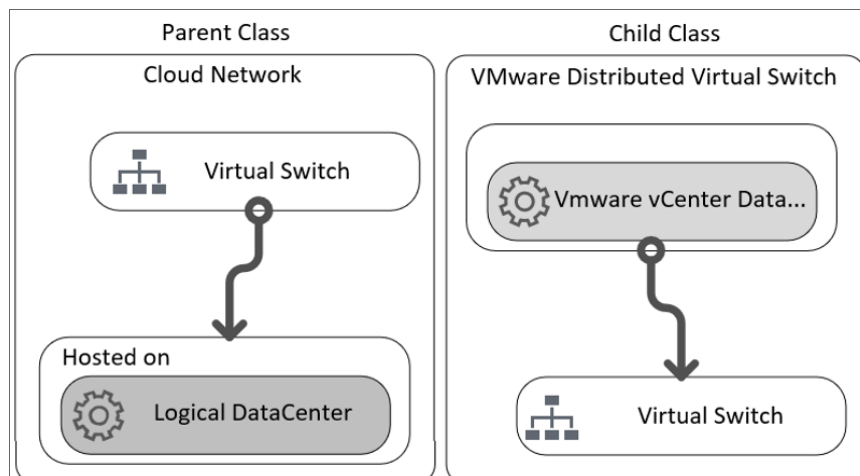 Parent Class
Cloud Network
Virtual Switch
Hosted on
Logical DataCenter
Child Class
VMware Distributed Virtual Switch
Vmware vCenter Data...
Virtual Switch